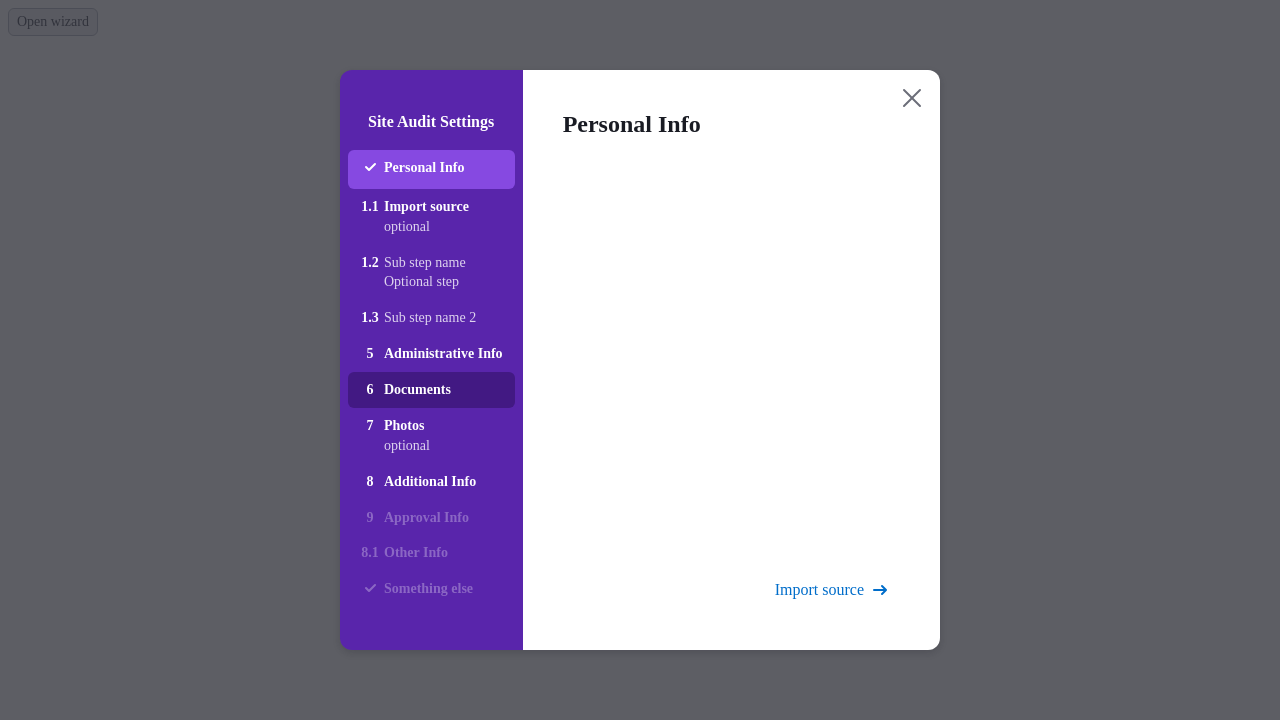 Open wizard
Site Audit Settings
Personal Info
1.1 Import source
optional
1.2 Sub step name
Optional step
1.3 Sub step name 2
5 Administrative Info
6 Documents
7 Photos
optional
8 Additional Info
9 Approval Info
8.1 Other Info
Something else
Personal Info
Import source